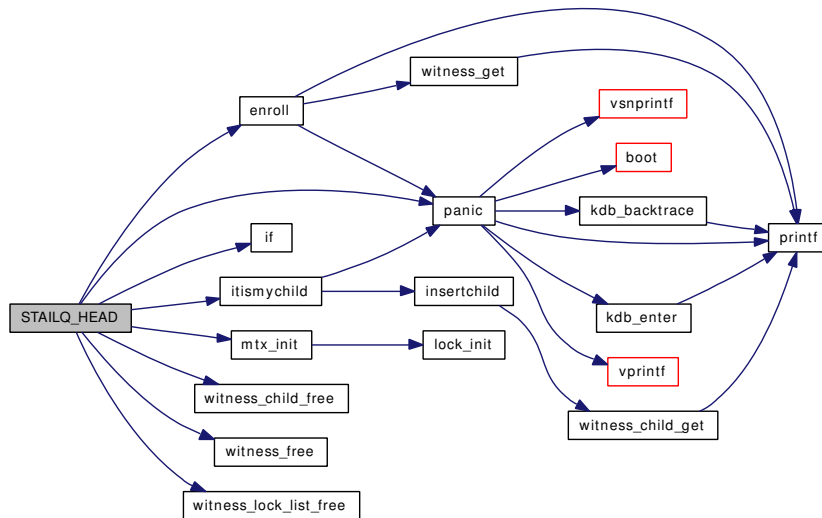 witness_get
enroll
vsnprintf
boot
panic
kdb_backtrace
printf
if
itismychild
insertchild
STAILQ_HEAD
kdb_enter
mtx_init
lock_init
vprintf
witness_child_free
witness_child_get
witness_free
witness_lock_list_free